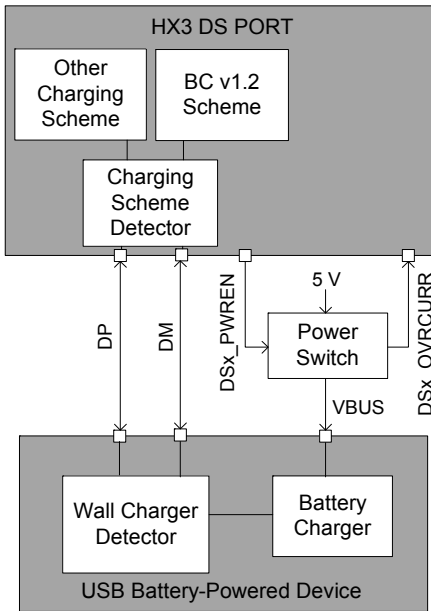 HX3 DS PORT
Other
Charging
Scheme
BC v1.2
Scheme
Charging
Scheme
Detector
DP
DM
DSx_PWREN
5 V
Power
Switch
DSx_OVRCURR
VBUS
Wall Charger
Detector
Battery
Charger
USB Battery-Powered Device